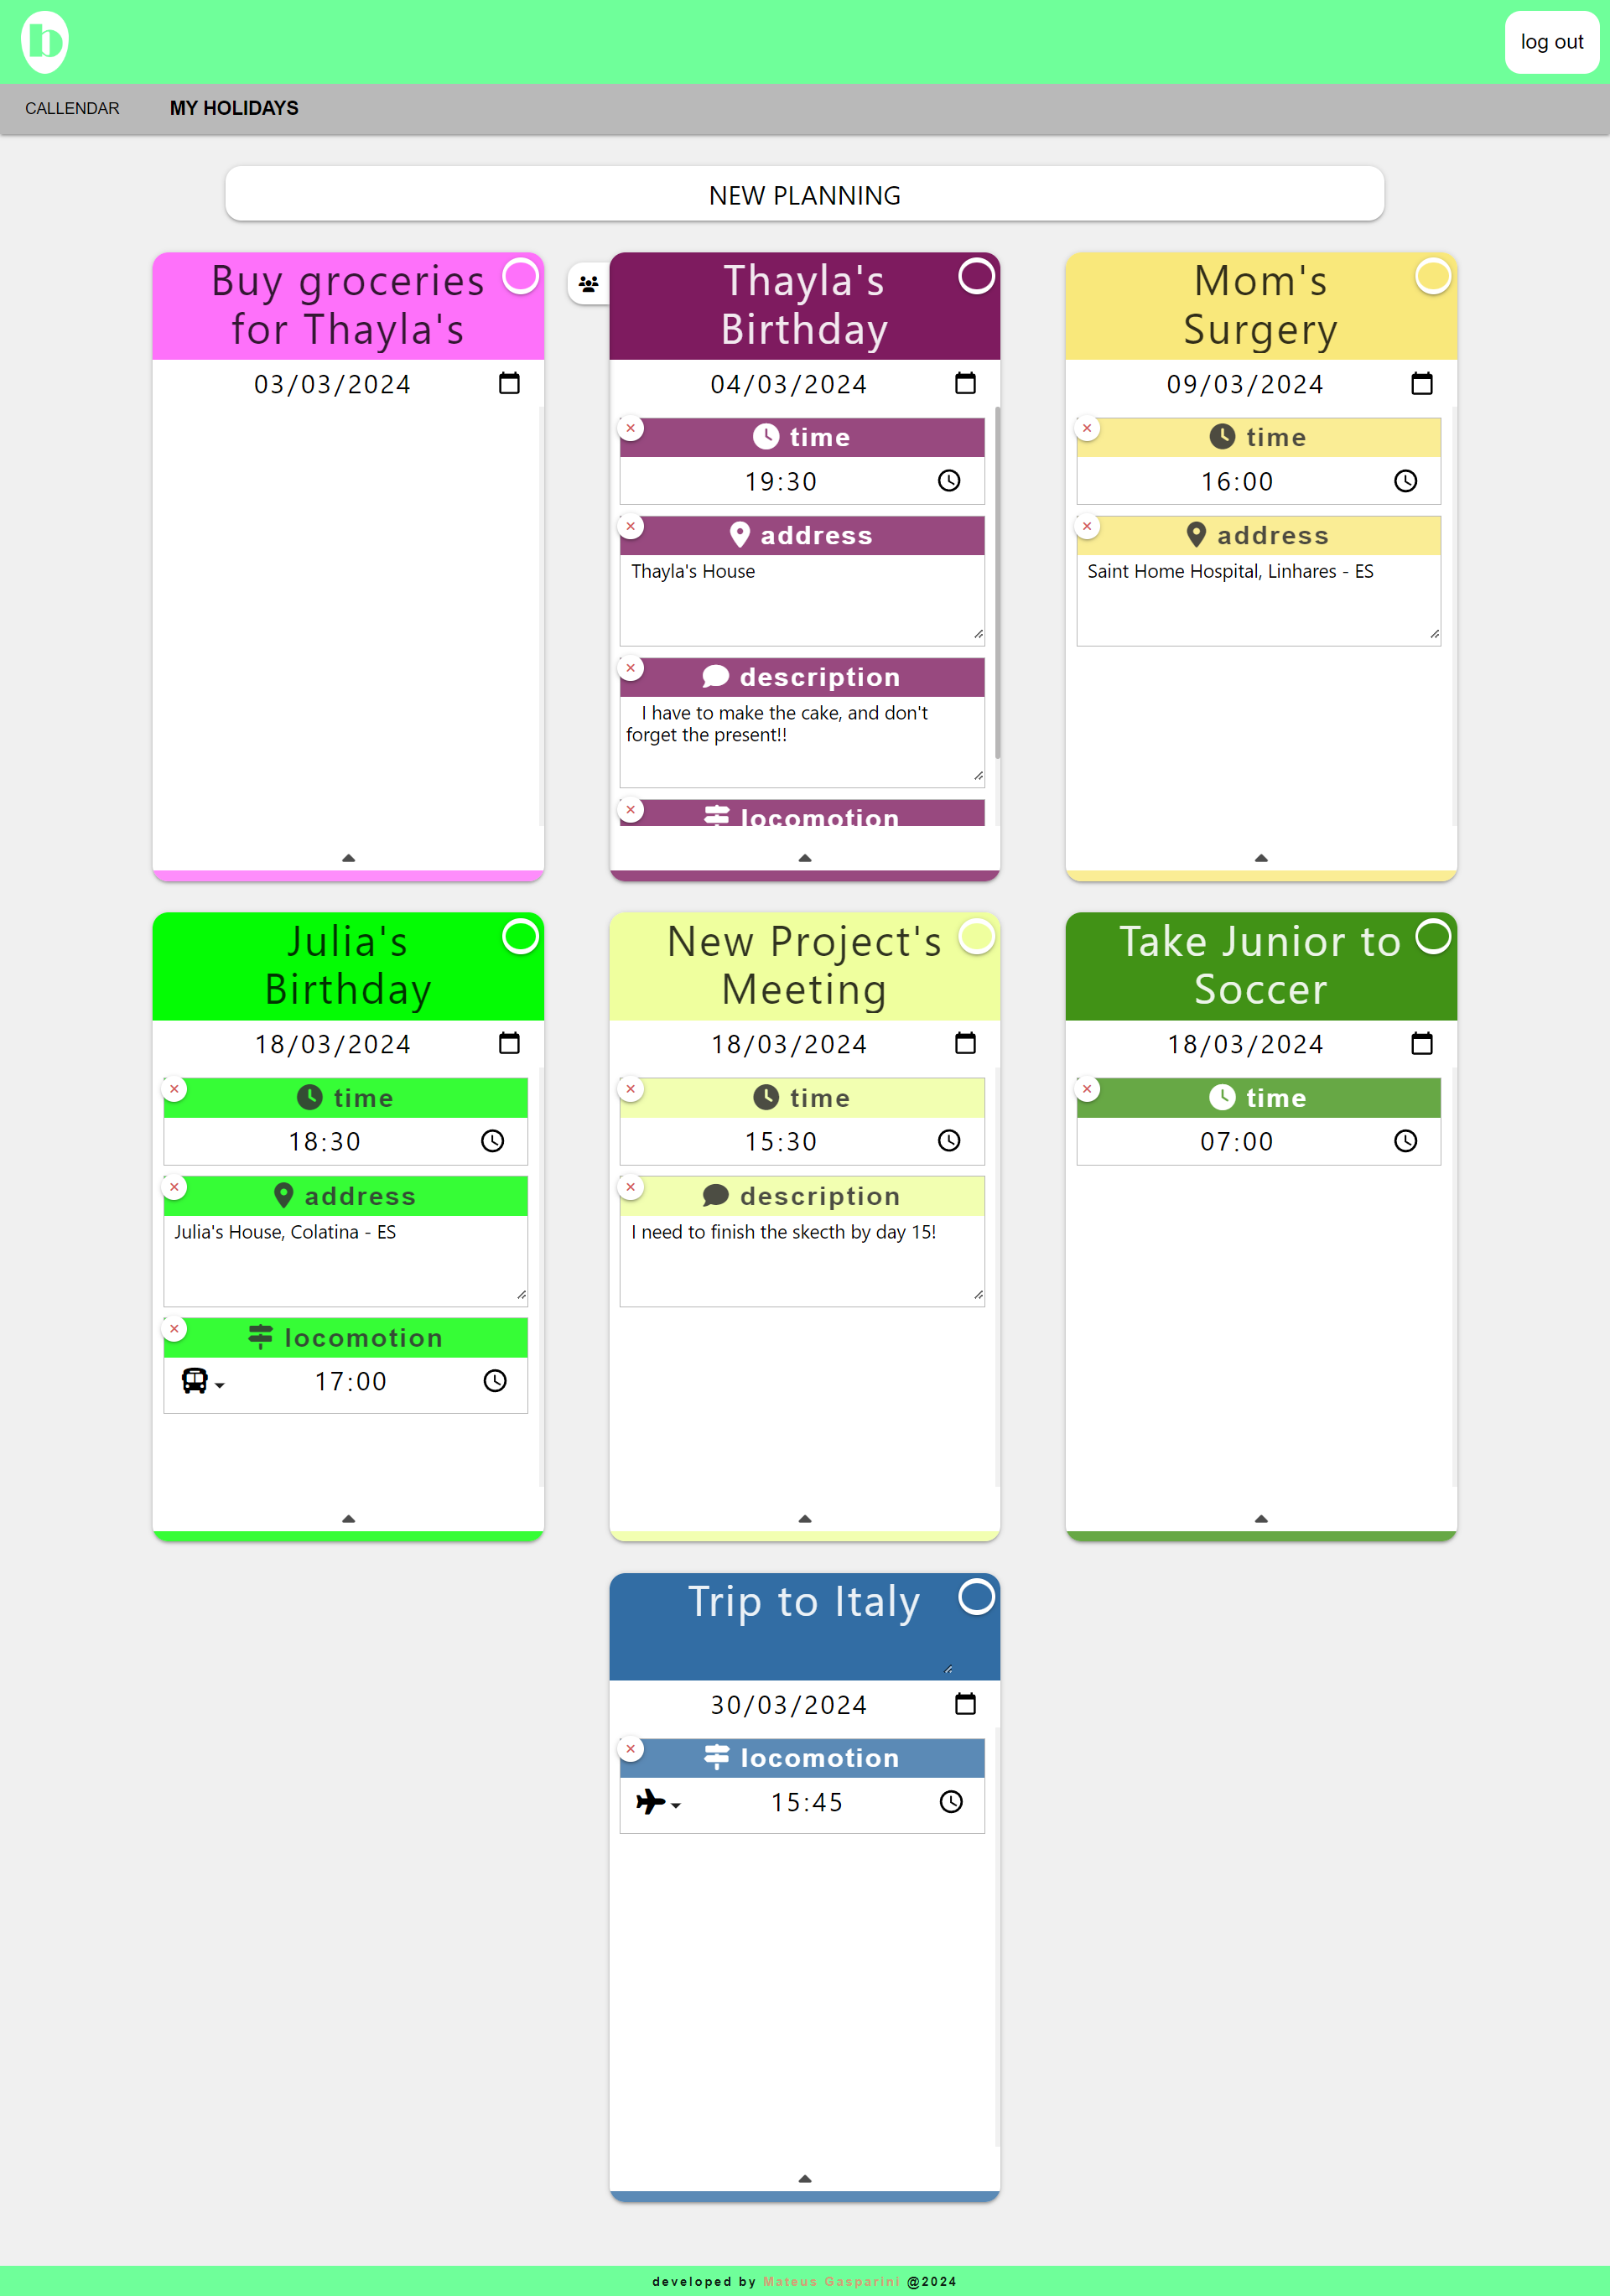 b
log out
CALLENDAR MY HOLIDAYS
NEW PLANNING
Buy groceries
for Thayla's
03/03/2024
Thayla's
Birthday
04/03/2024
time
19:30
address
Thayla's House
description
I have to make the cake, and don't
forget the present!!
locomotion
Mom's
Surgery
09/03/2024
time
16:00
address
Saint Home Hospital, Linhares - ES
Julia's
Birthday
18/03/2024
time
18:30
address
Julia's House, Colatina - ES
locomotion
17:00
New Project's
Meeting
18/03/2024
time
15:30
description
I need to finish the skecth by day 15!
Take Junior to
Soccer
18/03/2024
time
07:00
Trip to Italy
30/03/2024
locomotion
15:45
developed by Mateus Gasparini @2024